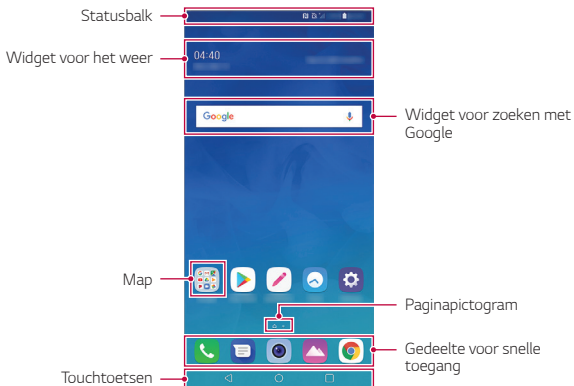 Statusbalk
Widget voor het weer
04:40
Google
Widget voor zoeken met
Google
Map
Paginapictogram
Gedeelte voor snelle
toegang
Touchtoetsen